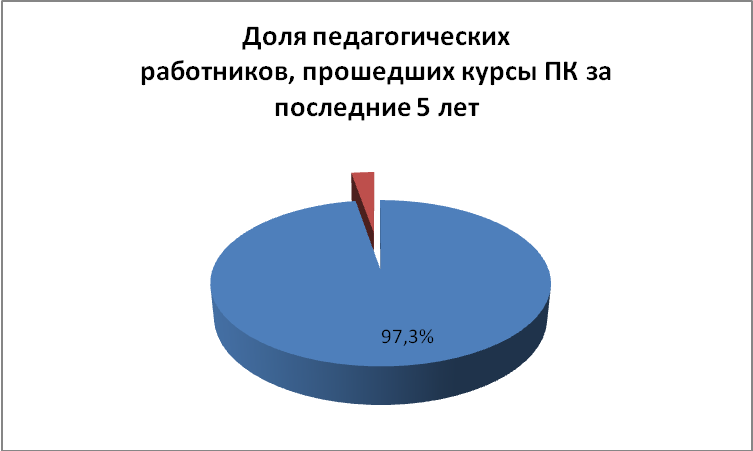 Доля педагогических
работников, прошедших курсы ПК за
последние 5 лет
97,3%